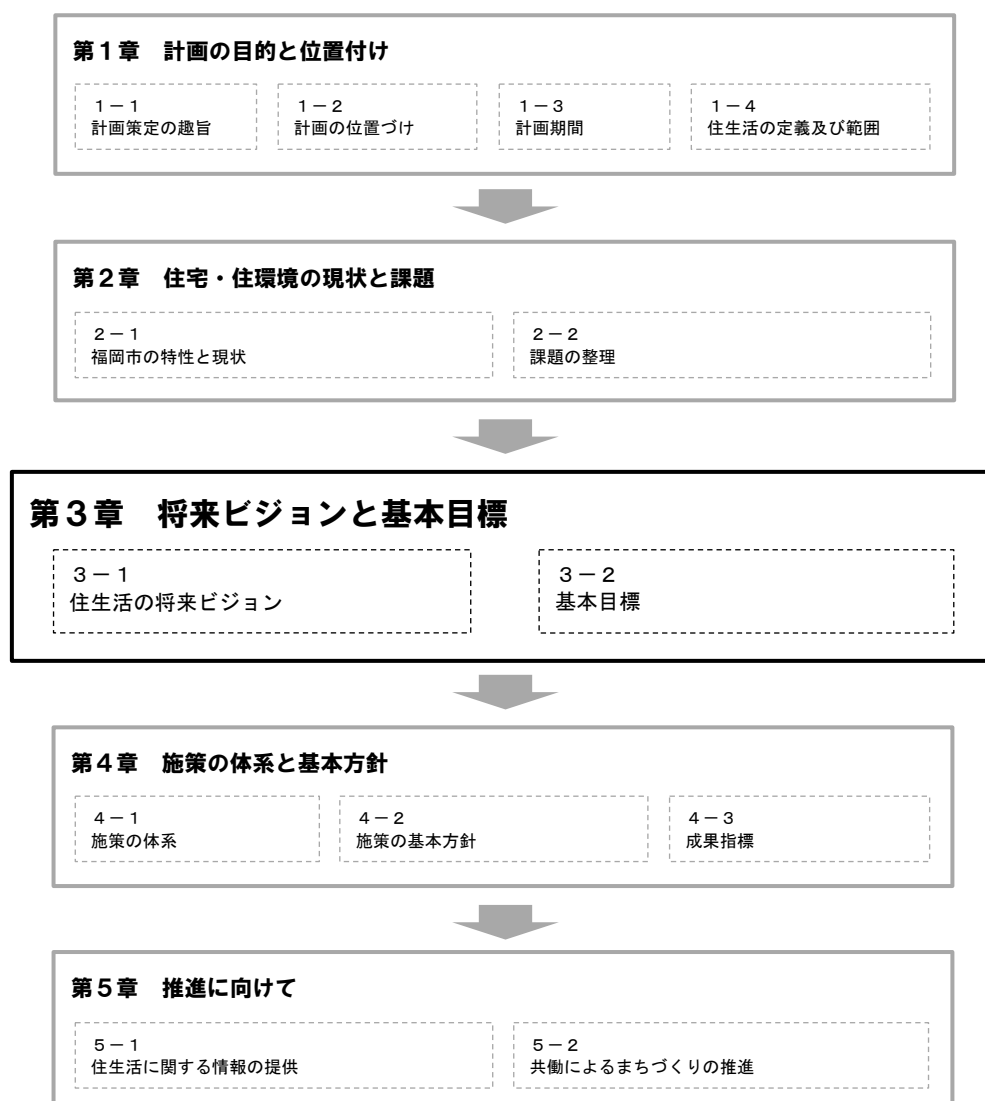 第１章　計画の目的と位置付け
１－１
計画策定の趣旨
１－２
計画の位置づけ
１－３
計画期間
１－４
住生活の定義及び範囲
第２章　住宅・住環境の現状と課題
２－１
福岡市の特性と現状
２－２
課題の整理
第３章　将来ビジョンと基本目標
３－１
住生活の将来ビジョン
３－２
基本目標
第４章　施策の体系と基本方針
４－１
施策の体系
４－２
施策の基本方針
４－３
成果指標
第５章　推進に向けて
５－１
住生活に関する情報の提供
５－２
共働によるまちづくりの推進